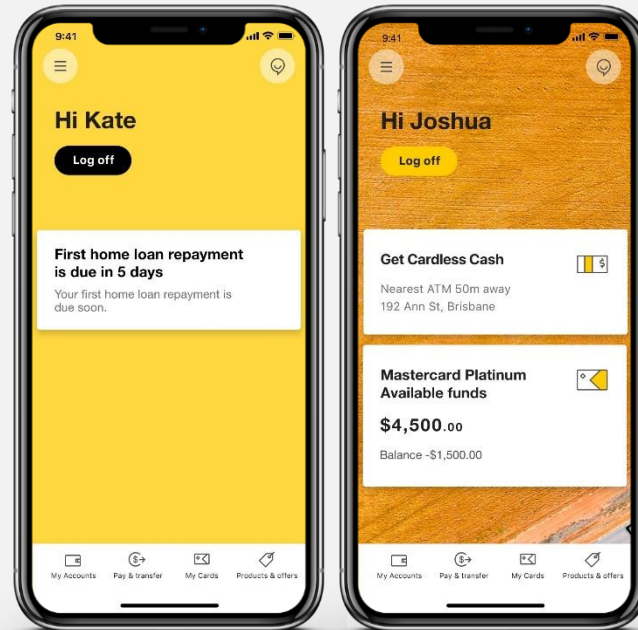 9:41
Hi Kate
Log off
First home loan repayment
is due in 5 days
Your first home loan repayment is
due soon.
My Accounts
Pay & transfer
My Cards
Products & offers
9:41
Hi Joshua
Log off
Get Cardless Cash
$
Nearest ATM 50m away
192 Ann St, Brisbane
Mastercard Platinum
Available funds
$4,500.00
Balance -$1,500.00
My Accounts
Pay & transfer
My Cards
Products & offers